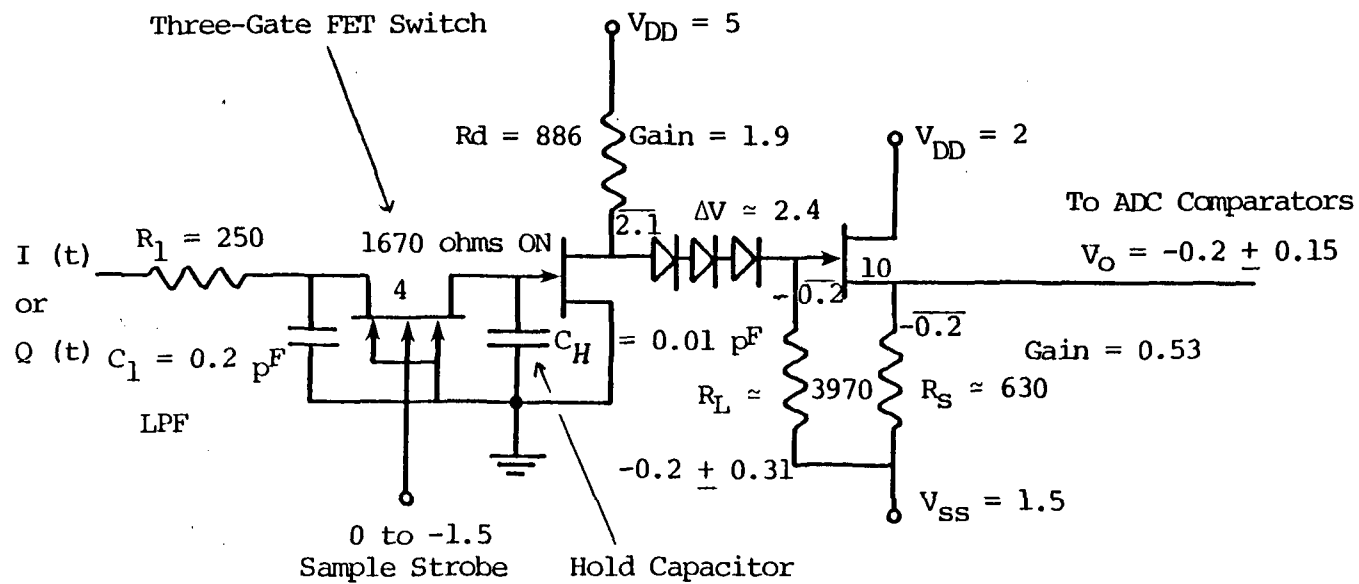 Three-Gate FET Switch
V_DD = 5
Rd = 886
Gain = 1.9
V_DD = 2
I (t)
or
Q (t)
R_1 = 250
1670 ohms ON
4
2.1
ΔV ≃ 2.4
To ADC Comparators
V_O = -0.2 ± 0.15
10
-0.2
-0.2
C_1 = 0.2 pF
C_H = 0.01 pF
Gain = 0.53
R_L ≃ 3970
R_S ≃ 630
LPF
-0.2 ± 0.31
V_SS = 1.5
0 to -1.5
Sample Strobe
Hold Capacitor